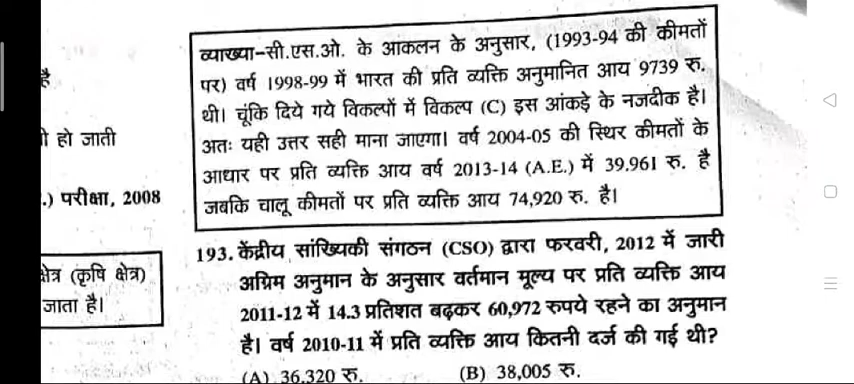 है
व्याख्या–सी.एस.ओ. के आकलन के अनुसार, (1993-94 की कीमतों
पर) वर्ष 1998-99 में भारत की प्रति व्यक्ति अनुमानित आय 9739 रु.
थी। चूंकि दिये गये विकल्पों में विकल्प (C) इस आंकड़े के नजदीक है।
अतः यही उत्तर सही माना जाएगा। वर्ष 2004-05 की स्थिर कीमतों के
आधार पर प्रति व्यक्ति आय वर्ष 2013-14 (A.E.) में 39.961 रु. है
जबकि चालू कीमतों पर प्रति व्यक्ति आय 74,920 रु. है।
हो जाती
.) परीक्षा, 2008
क्षेत्र (कृषि क्षेत्र)
जाता है।
193. केंद्रीय सांख्यिकी संगठन (CSO) द्वारा फरवरी, 2012 में जारी
अग्रिम अनुमान के अनुसार वर्तमान मूल्य पर प्रति व्यक्ति आय
2011-12 में 14.3 प्रतिशत बढ़कर 60,972 रुपये रहने का अनुमान
है। वर्ष 2010-11 में प्रति व्यक्ति आय कितनी दर्ज की गई थी?
(A) 36,320 रु. (B) 38,005 रु.